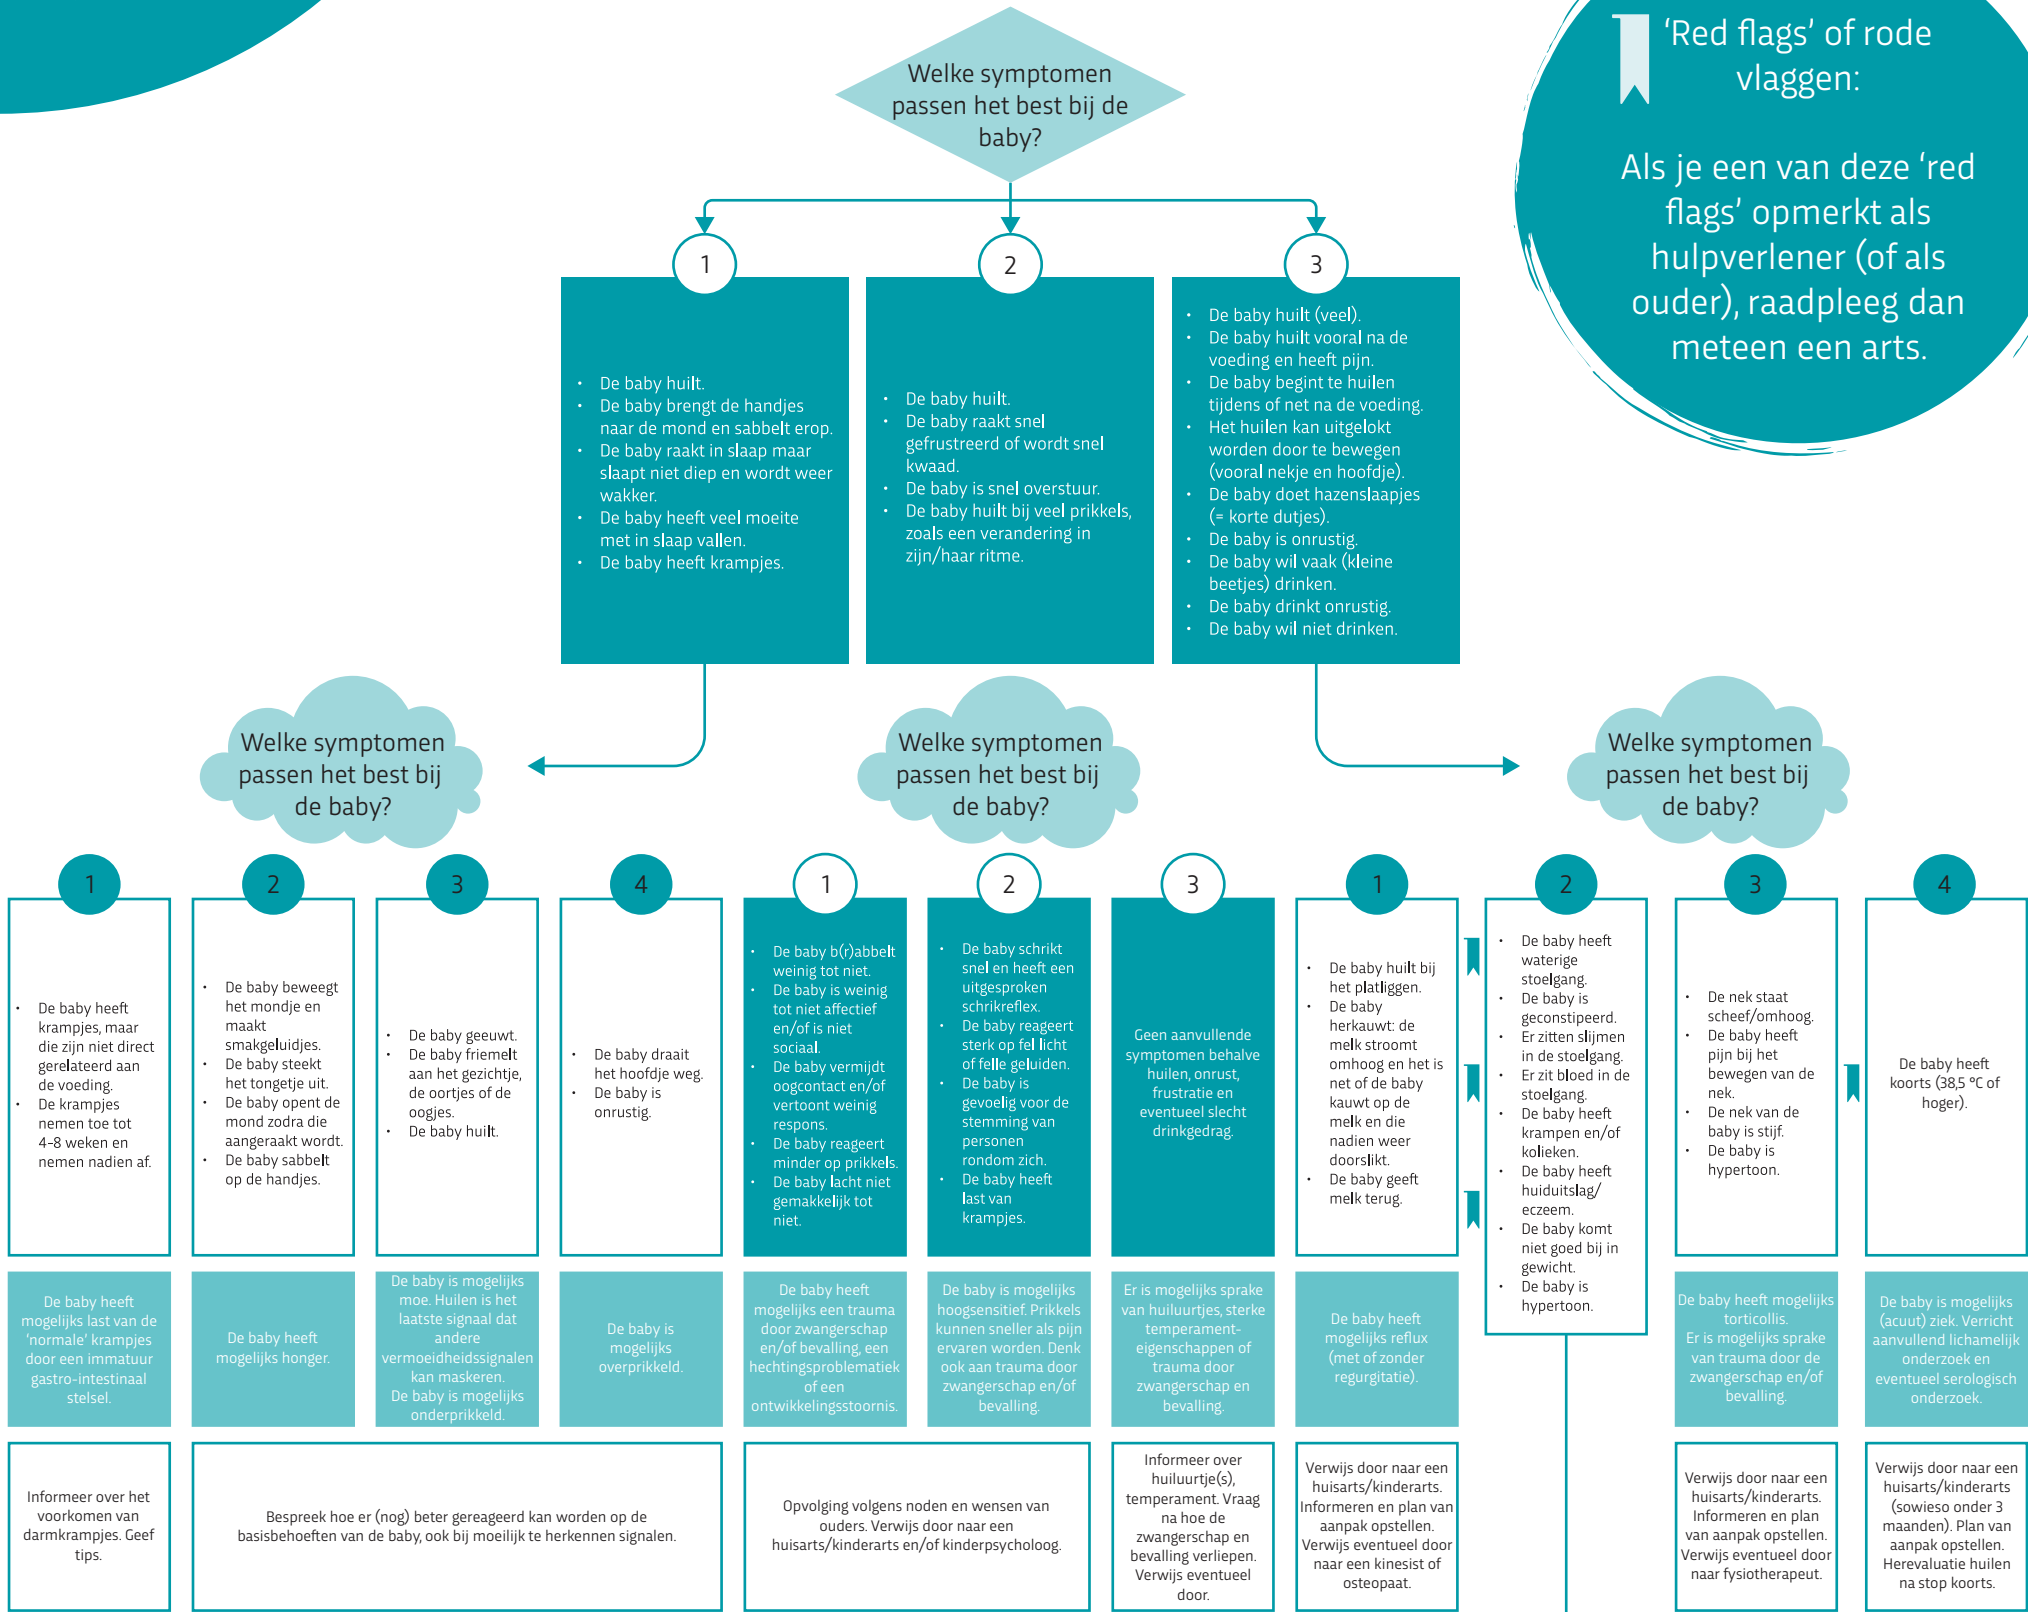 'Red flags' of rode
vlaggen:
Als je een van deze 'red
flags' opmerkt als
hulpverlener (of als
ouder), raadpleeg dan
meteen een arts.
Welke symptomen
passen het best bij de
baby?
1
• De baby huilt.
• De baby brengt de handjes
naar de mond en sabbelt erop.
• De baby raakt in slaap maar
slaapt niet diep en wordt weer
wakker.
• De baby heeft veel moeite
met in slaap vallen.
• De baby heeft krampjes.
2
• De baby huilt.
• De baby raakt snel
gefrustreerd of wordt snel
kwaad.
• De baby is snel overstuur.
• De baby huilt bij veel prikkels,
zoals een verandering in
zijn/haar ritme.
3
• De baby huilt (veel).
• De baby huilt vooral na de
voeding en heeft pijn.
• De baby begint te huilen
tijdens of net na de voeding.
• Het huilen kan uitgelokt
worden door te bewegen
(vooral nekje en hoofdje).
• De baby doet hazenslaapjes
(= korte dutjes).
• De baby is onrustig.
• De baby wil vaak (kleine
beetjes) drinken.
• De baby drinkt onrustig.
• De baby wil niet drinken.
Welke symptomen
passen het best bij
de baby?
1
• De baby heeft
krampjes, maar
die zijn niet direct
gerelateerd aan
de voeding.
• De krampjes
nemen toe tot
4-8 weken en
nemen nadien af.
De baby heeft
mogelijks last van de
'normale' krampjes
door een immatuur
gastro-intestinaal
stelsel.
Informeer over het
voorkomen van
darmkrampjes. Geef
tips.
2
• De baby beweegt
het mondje en
maakt
smakgeluidjes.
• De baby steekt
het tongetje uit.
• De baby opent de
mond zodra die
aangeraakt wordt.
• De baby sabbelt
op de handjes.
De baby heeft
mogelijks honger.
3
• De baby geeuwt.
• De baby friemelt
aan het gezichtje,
de oortjes of de
oogjes.
• De baby huilt.
De baby is mogelijks
moe. Huilen is het
laatste signaal dat
andere
vermoeidheidssignalen
kan maskeren.
De baby is mogelijks
onderprikkeld.
4
• De baby draait
het hoofdje weg.
• De baby is
onrustig.
De baby is
mogelijks
overprikkeld.
Bespreek hoe er (nog) beter gereageerd kan worden op de
basisbehoeften van de baby, ook bij moeilijk te herkennen signalen.
Welke symptomen
passen het best bij
de baby?
1
• De baby b(r)abbelt
weinig tot niet.
• De baby is weinig
tot niet affectief
en/of is niet
sociaal.
• De baby vermijdt
oogcontact en/of
vertoont weinig
respons.
• De baby reageert
minder op prikkels.
• De baby lacht niet
gemakkelijk tot
niet.
De baby heeft
mogelijks een trauma
door zwangerschap
en/of bevalling, een
hechtingsproblematiek
of een
ontwikkelingsstoornis.
2
• De baby schrikt
snel en heeft een
uitgesproken
schrikreflex.
• De baby reageert
sterk op fel licht
of felle geluiden.
• De baby is
gevoelig voor de
stemming van
personen
rondom zich.
• De baby heeft
last van
krampjes.
De baby is mogelijks
hoogsensitief. Prikkels
kunnen sneller als pijn
ervaren worden. Denk
ook aan trauma door
zwangerschap en/of
bevalling.
Opvolging volgens noden en wensen van
ouders. Verwijs door naar een
huisarts/kinderarts en/of kinderpsycholoog.
3
Geen aanvullende
symptomen behalve
huilen, onrust,
frustratie en
eventueel slecht
drinkgedrag.
Er is mogelijks sprake
van huiluurtjes, sterke
temperament-
eigenschappen of
trauma door
zwangerschap en
bevalling.
Informeer over
huiluurtje(s),
temperament. Vraag
na hoe de
zwangerschap en
bevalling verliepen.
Verwijs eventueel
door.
Welke symptomen
passen het best bij
de baby?
1
• De baby huilt bij
het platliggen.
• De baby
herkauwt: de
melk stroomt
omhoog en het is
net of de baby
kauwt op de
melk en die
nadien weer
doorslikt.
• De baby geeft
melk terug.
De baby heeft
mogelijks reflux
(met of zonder
regurgitatie).
Verwijs door naar een
huisarts/kinderarts.
Informeren en plan van
aanpak opstellen.
Verwijs eventueel door
naar een kinesist of
osteopaat.
2
• De baby heeft
waterige
stoelgang.
• De baby is
geconstipeerd.
• Er zitten slijmen
in de stoelgang.
• Er zit bloed in de
stoelgang.
• De baby heeft
krampen en/of
kolieken.
• De baby heeft
huiduitslag/
eczeem.
• De baby komt
niet goed bij in
gewicht.
• De baby is
hypertoon.
3
• De nek staat
scheef/omhoog.
• De baby heeft
pijn bij het
bewegen van de
nek.
• De nek van de
baby is stijf.
• De baby is
hypertoon.
De baby heeft mogelijks
torticollis.
Er is mogelijks sprake
van trauma door de
zwangerschap en/of
bevalling.
Verwijs door naar een
huisarts/kinderarts.
Informeren en plan
van aanpak opstellen.
Verwijs eventueel door
naar fysiotherapeut.
4
De baby heeft
koorts (38,5 °C of
hoger).
De baby is mogelijks
(acuut) ziek. Verricht
aanvullend lichamelijk
onderzoek en
eventueel serologisch
onderzoek.
Verwijs door naar een
huisarts/kinderarts
(sowieso onder 3
maanden). Plan van
aanpak opstellen.
Herevaluatie huilen
na stop koorts.